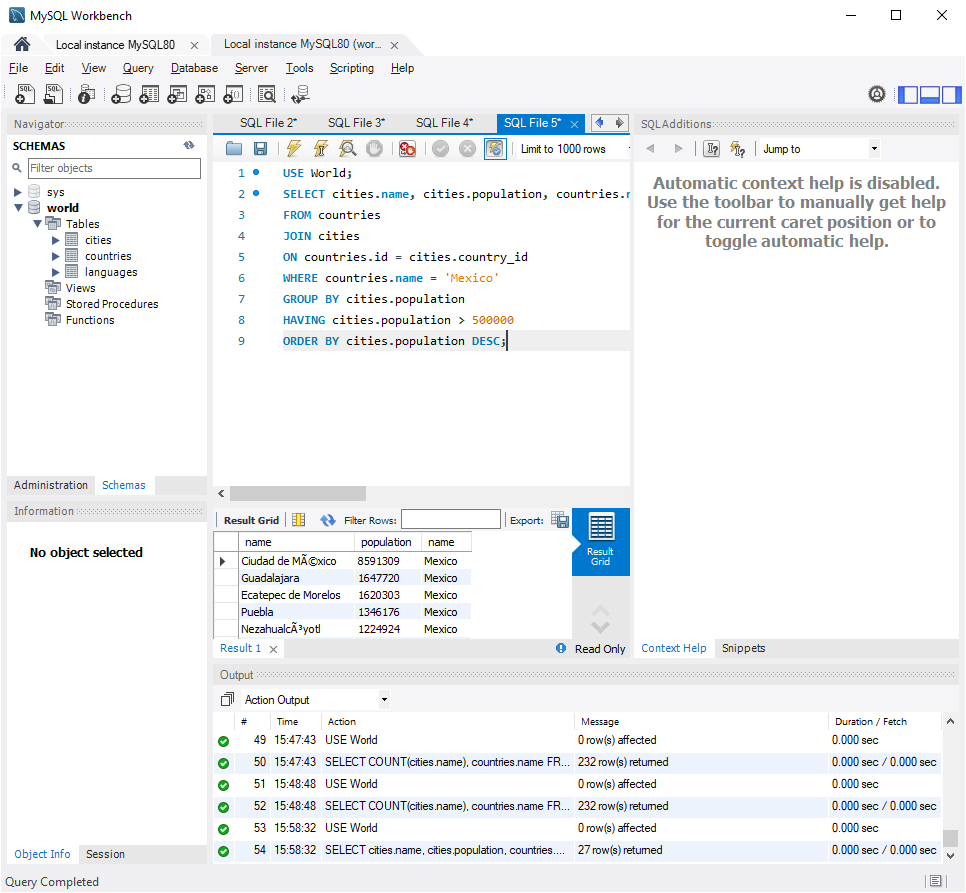 MySQL Workbench
Local instance MySQL80
Local instance MySQL80 (wor...
File Edit View Query Database Server Tools Scripting Help
Navigator
SCHEMAS
Filter objects
sys
world
Tables
cities
countries
languages
Views
Stored Procedures
Functions
Administration Schemas
Information
No object selected
Object Info Session
SQL File 2* SQL File 3* SQL File 4* SQL File 5*
Limit to 1000 rows
1 USE World;
2 SELECT cities.name, cities.population, countries.n
3 FROM countries
4 JOIN cities
5 ON countries.id = cities.country_id
6 WHERE countries.name = 'Mexico'
7 GROUP BY cities.population
8 HAVING cities.population > 500000
9 ORDER BY cities.population DESC;
Result Grid Filter Rows: Export:
name population name
Ciudad de MÃ©xico 8591309 Mexico
Guadalajara 1647720 Mexico
Ecatepec de Morelos 1620303 Mexico
Puebla 1346176 Mexico
NezahualcÃ³yotl 1224924 Mexico
Result
Grid
Result 1
Read Only
SQLAdditions
Jump to
Automatic context help is disabled.
Use the toolbar to manually get help
for the current caret position or to
toggle automatic help.
Context Help Snippets
Output
Action Output
# Time Action Message Duration / Fetch
49 15:47:43 USE World 0 row(s) affected 0.000 sec
50 15:47:43 SELECT COUNT(cities.name), countries.name FR... 232 row(s) returned 0.000 sec / 0.000 sec
51 15:48:48 USE World 0 row(s) affected 0.000 sec
52 15:48:48 SELECT COUNT(cities.name), countries.name FR... 232 row(s) returned 0.000 sec / 0.000 sec
53 15:58:32 USE World 0 row(s) affected 0.000 sec
54 15:58:32 SELECT cities.name, cities.population, countries.... 27 row(s) returned 0.000 sec / 0.000 sec
Query Completed